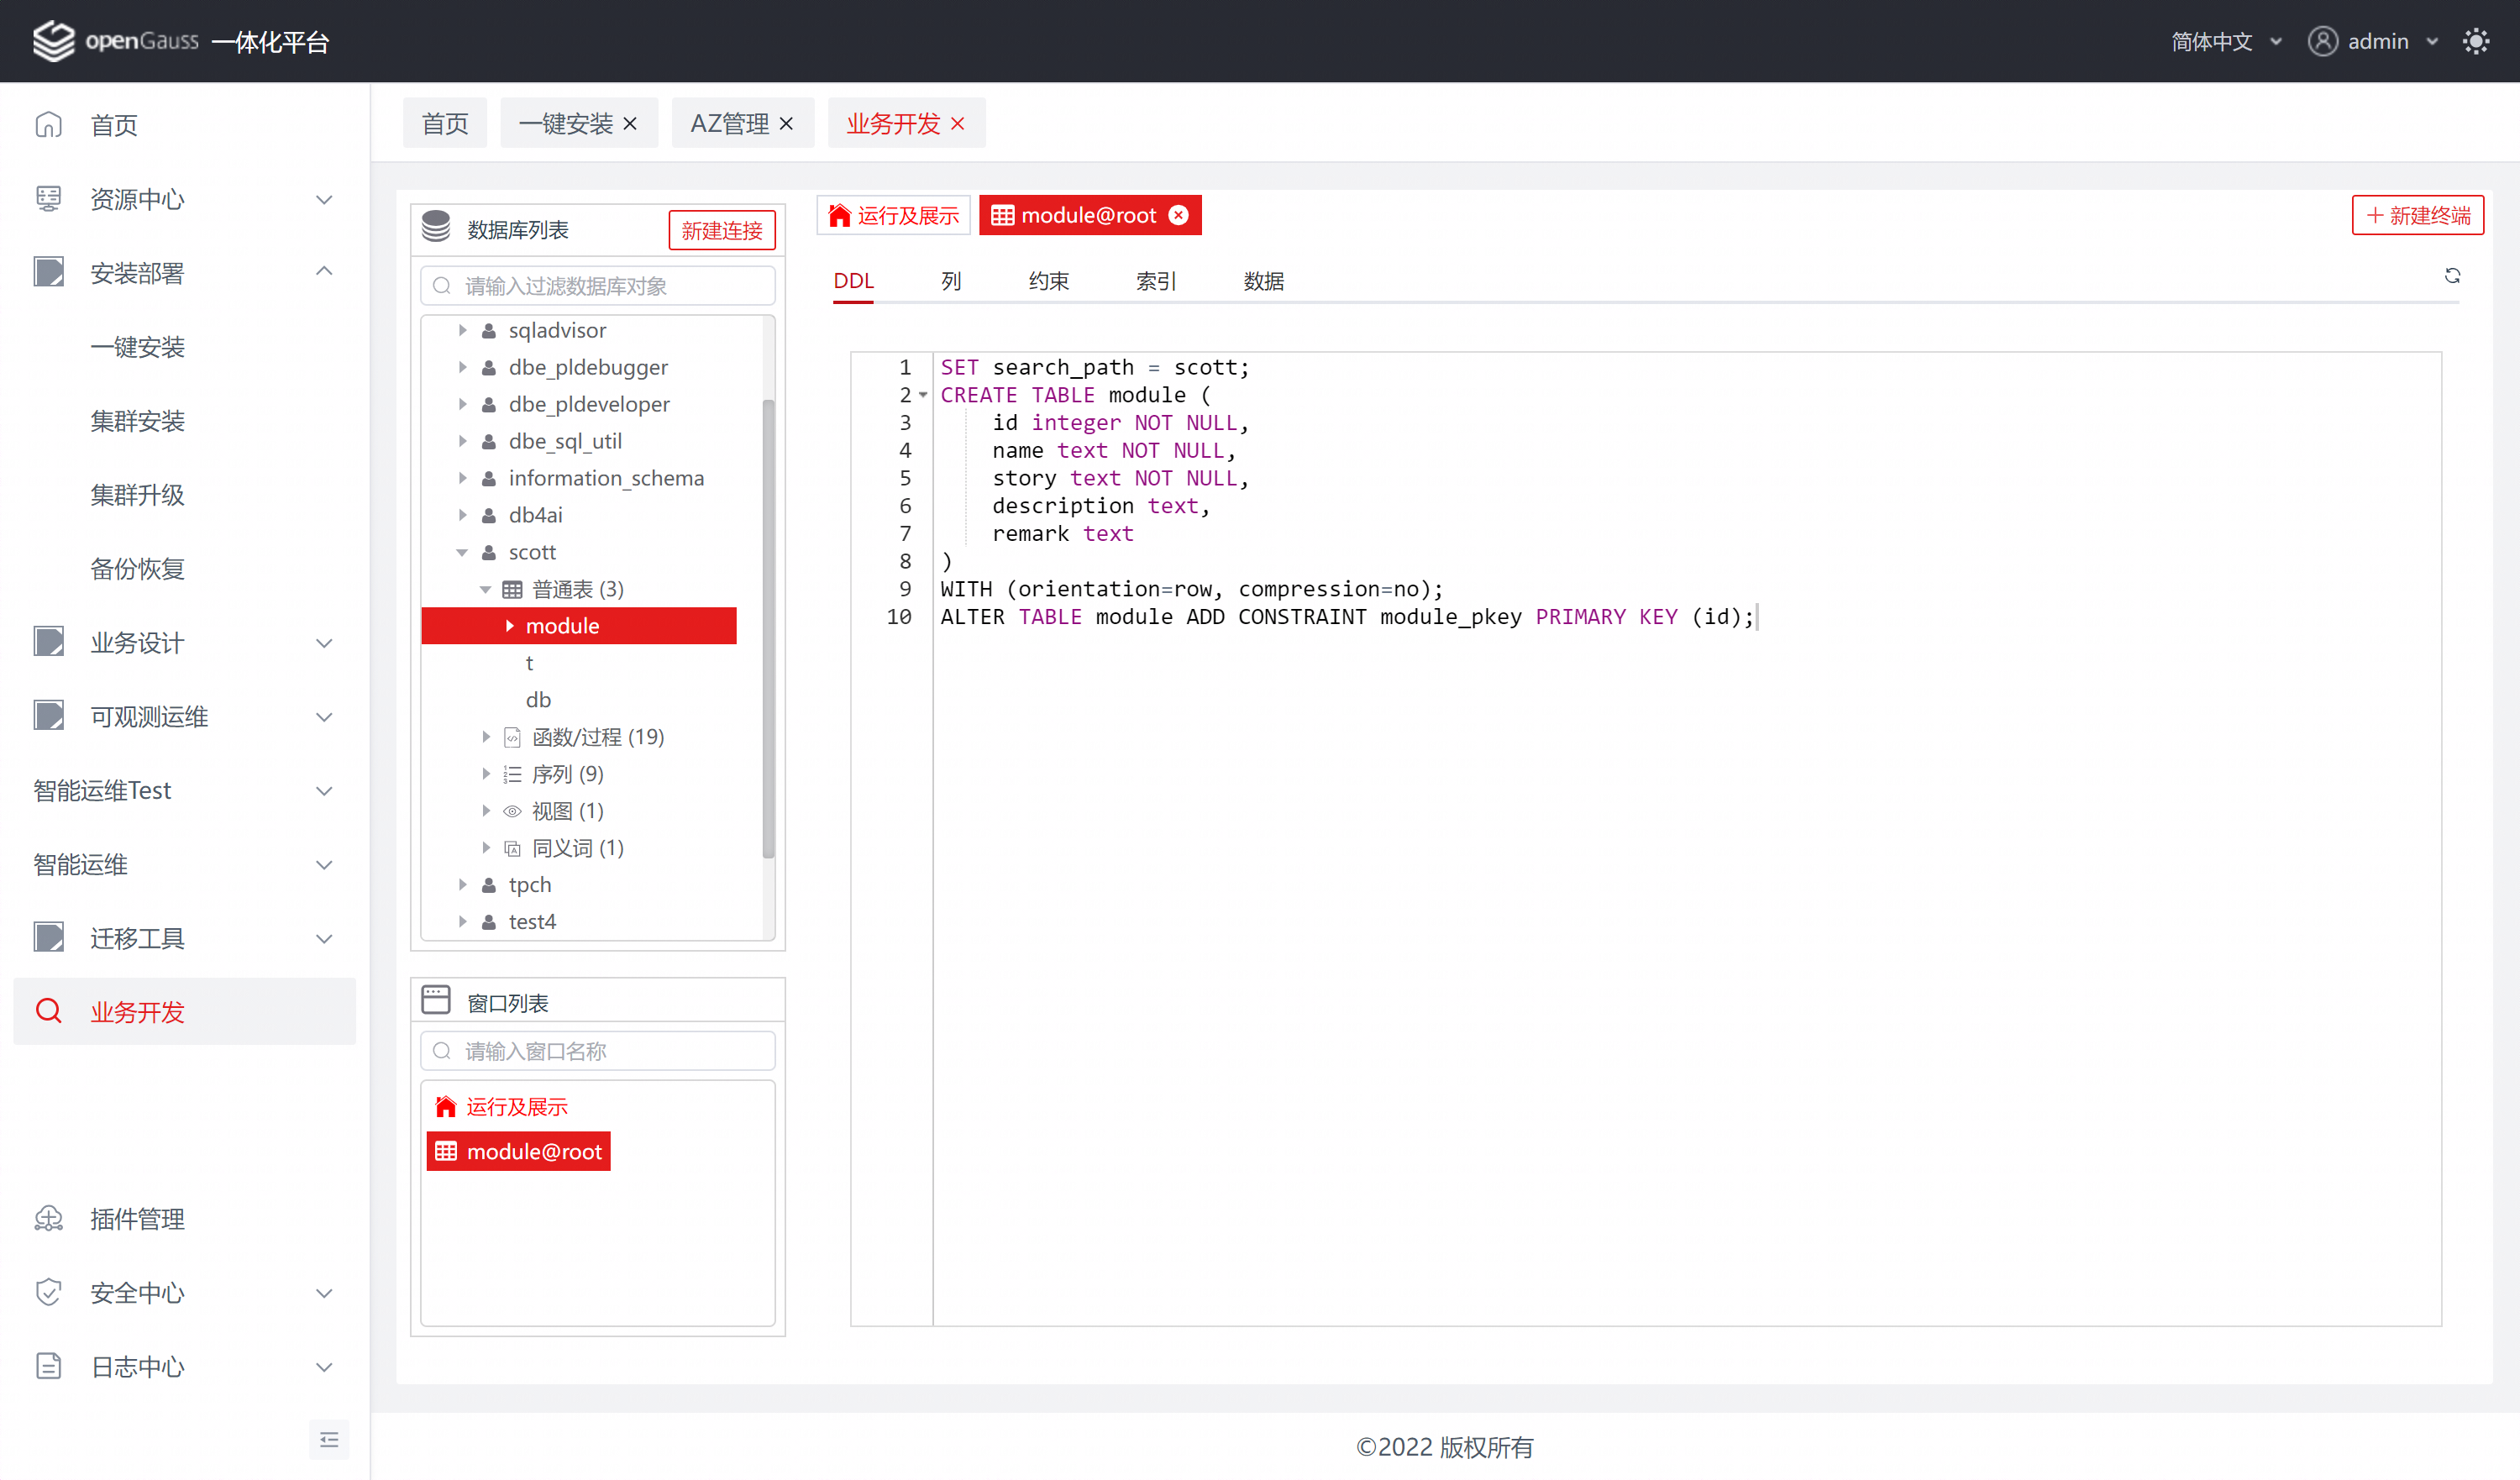 openGauss 一体化平台
简体中文
admin
首页
资源中心
安装部署
一键安装
集群安装
集群升级
备份恢复
业务设计
可观测运维
智能运维Test
智能运维
迁移工具
业务开发
插件管理
安全中心
日志中心
首页
一键安装
AZ管理
业务开发
数据库列表
新建连接
请输入过滤数据库对象
sqladvisor
dbe_pldebugger
dbe_pldeveloper
dbe_sql_util
information_schema
db4ai
scott
普通表 (3)
module
t
db
函数/过程 (19)
序列 (9)
视图 (1)
同义词 (1)
tpch
test4
窗口列表
请输入窗口名称
运行及展示
module@root
运行及展示
module@root
新建终端
DDL
列
约束
索引
数据
1 SET search_path = scott;
2 CREATE TABLE module (
3 id integer NOT NULL,
4 name text NOT NULL,
5 story text NOT NULL,
6 description text,
7 remark text
8 )
9 WITH (orientation=row, compression=no);
10 ALTER TABLE module ADD CONSTRAINT module_pkey PRIMARY KEY (id);
©2022 版权所有